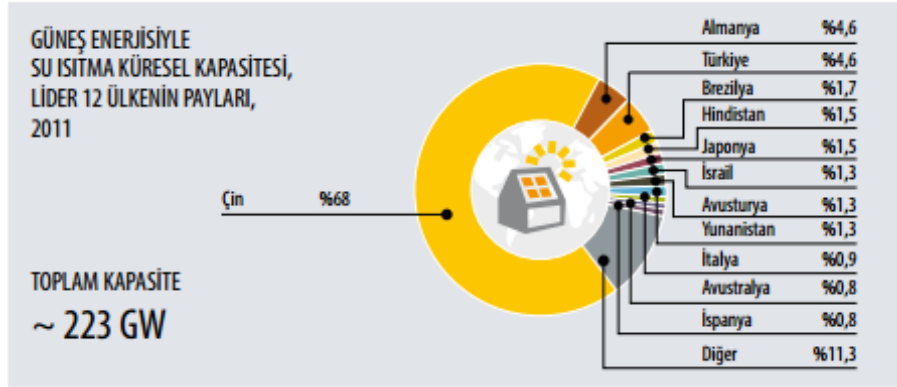 GÜNEŞ ENERJİSİYLE
SU ISITMA KÜRESEL KAPASİTESİ,
LİDER 12 ÜLKENİN PAYLARI,
2011
Çin %68
TOPLAM KAPASİTE
~ 223 GW
Almanya %4,6
Türkiye %4,6
Brezilya %1,7
Hindistan %1,5
Japonya %1,5
İsrail %1,3
Avusturya %1,3
Yunanistan %1,3
İtalya %0,9
Avustralya %0,8
İspanya %0,8
Diğer %11,3